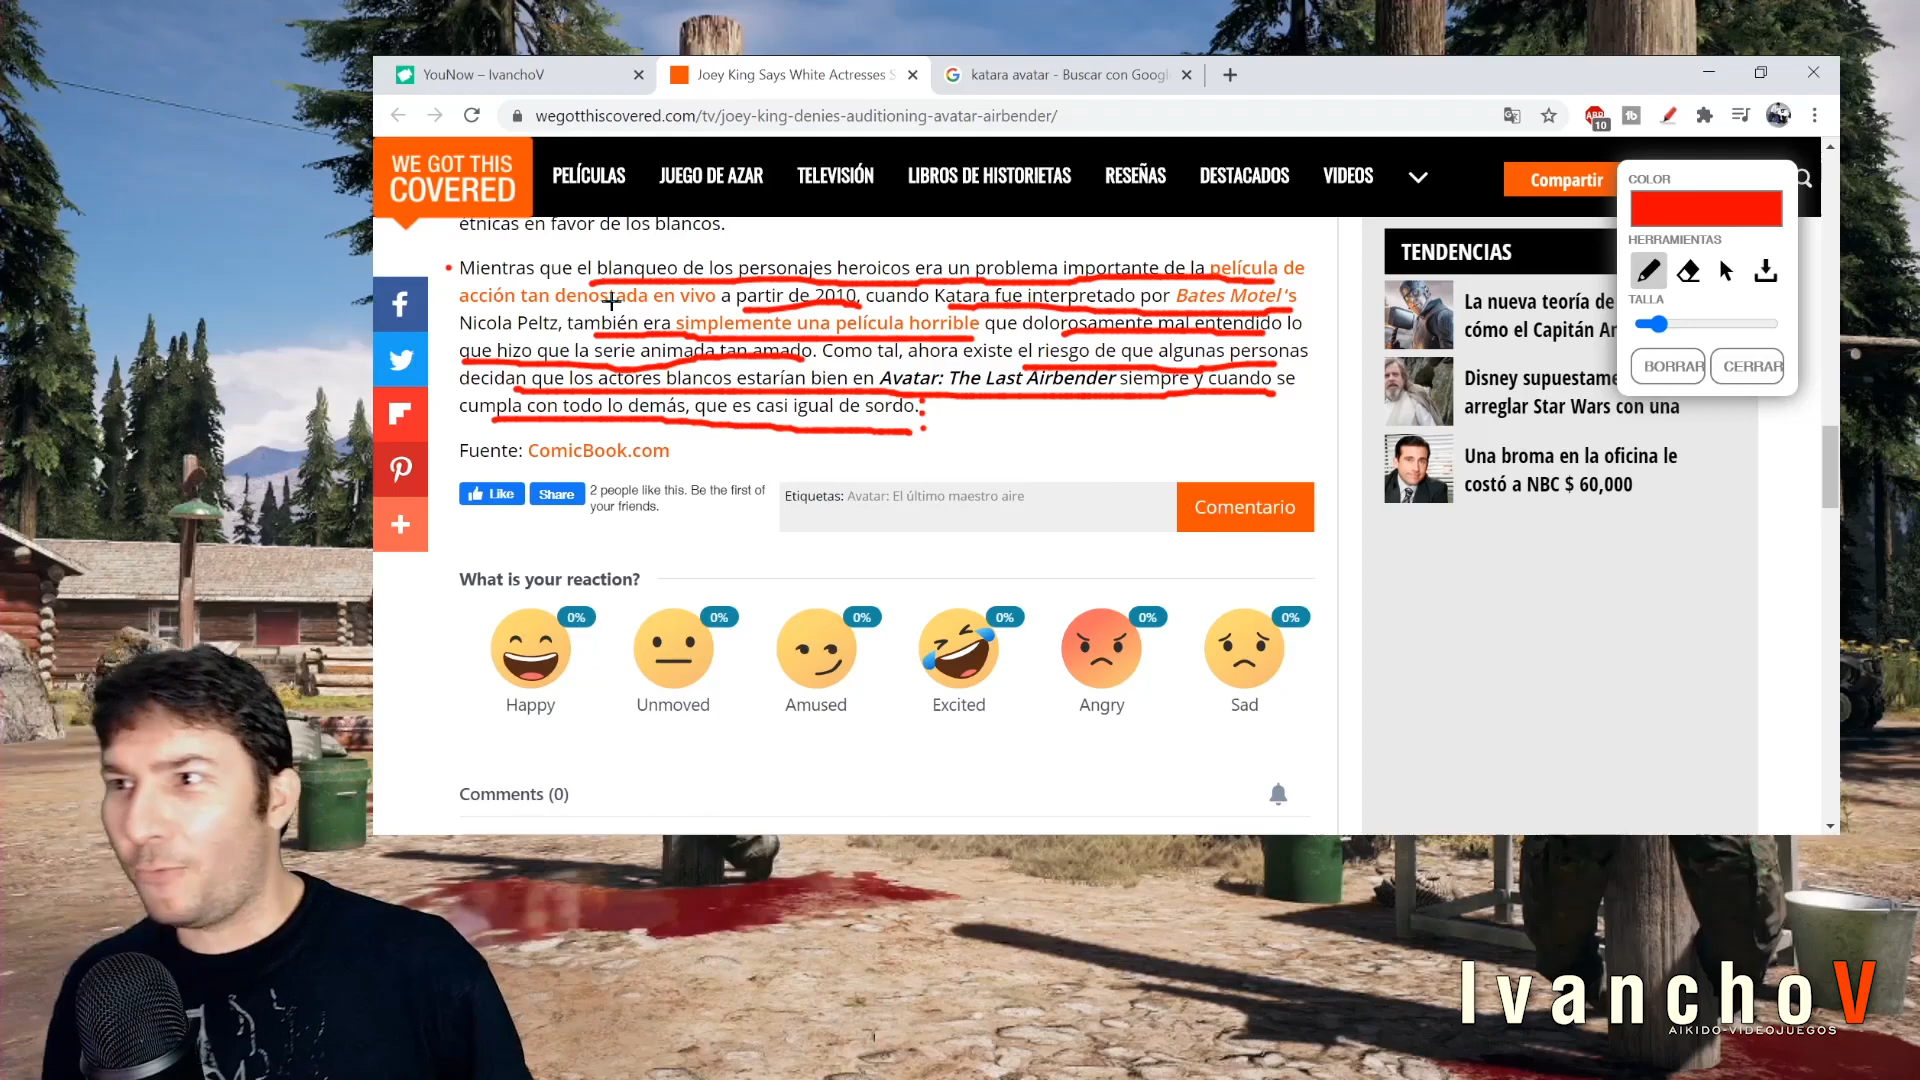 YouNow – IvanchoV
Joey King Says White Actresses S
katara avatar - Buscar con Googl
wegotthiscovered.com/tv/joey-king-denies-auditioning-avatar-airbender/
10
WE GOT THIS
COVERED
PELÍCULAS
JUEGO DE AZAR
TELEVISIÓN
LIBROS DE HISTORIETAS
RESEÑAS
DESTACADOS
VIDEOS
Compartir
étnicas en favor de los blancos.
Mientras que el blanqueo de los personajes heroicos era un problema importante de la película de
acción tan denostada en vivo a partir de 2010, cuando Katara fue interpretado por Bates Motel's
Nicola Peltz, también era simplemente una película horrible que dolorosamente mal entendido lo
que hizo que la serie animada tan amado. Como tal, ahora existe el riesgo de que algunas personas
decidan que los actores blancos estarían bien en Avatar: The Last Airbender siempre y cuando se
cumpla con todo lo demás, que es casi igual de sordo.
Fuente: ComicBook.com
Like
Share
2 people like this. Be the first of
your friends.
Etiquetas: Avatar: El último maestro aire
Comentario
What is your reaction?
0%
0%
0%
0%
0%
0%
Happy
Unmoved
Amused
Excited
Angry
Sad
Comments (0)
TENDENCIAS
La nueva teoría de
cómo el Capitán Am
Disney supuestame
arreglar Star Wars con una
Una broma en la oficina le
costó a NBC $ 60,000
COLOR
HERRAMIENTAS
TALLA
BORRAR
CERRAR
IvanchoV
AIKIDO-VIDEOJUEGOS